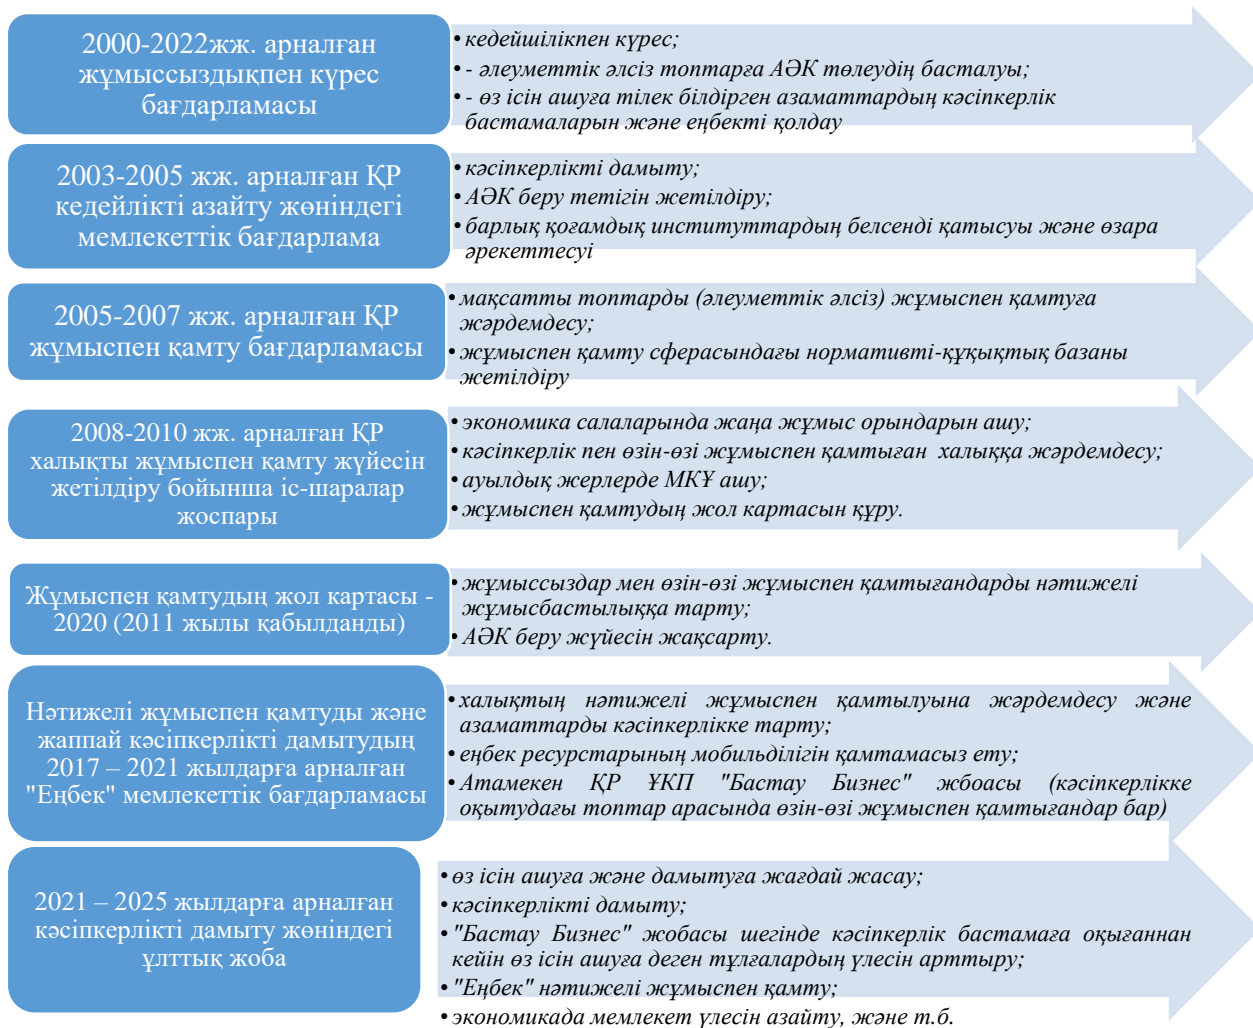 2000-2022жж. арналған
жұмыссыздықпен күрес
бағдарламасы
•кедейшілікпен күрес;
•- әлеуметтік әлсіз топтарға АӘК төлеудің басталуы;
•- өз ісін ашуға тілек білдірген азаматтардың кәсіпкерлік
бастамаларын және еңбекті қолдау
2003-2005 жж. арналған ҚР
кедейлікті азайту жөніндегі
мемлекеттік бағдарлама
•кәсіпкерлікті дамыту;
•АӘК беру тетігін жетілдіру;
•барлық қоғамдық институттардың белсенді қатысуы және өзара
әрекеттесуі
2005-2007 жж. арналған ҚР
жұмыспен қамту бағдарламасы
•мақсатты топтарды (әлеуметтік әлсіз) жұмыспен қамтуға
жәрдемдесу;
•жұмыспен қамту сферасындағы нормативті-құқықтық базаны
жетілдіру
2008-2010 жж. арналған ҚР
халықты жұмыспен қамту жүйесін
жетілдіру бойынша іс-шаралар
жоспары
•экономика салаларында жаңа жұмыс орындарын ашу;
•кәсіпкерлік пен өзін-өзі жұмыспен қамтыған халыққа жәрдемдесу;
•ауылдық жерлерде МКҰ ашу;
•жұмыспен қамтудың жол картасын құру.
Жұмыспен қамтудың жол картасы -
2020 (2011 жылы қабылданды)
•жұмыссыздар мен өзін-өзі жұмыспен қамтығандарды нәтижелі
жұмысбастылыққа тарту;
•АӘК беру жүйесін жақсарту.
Нәтижелі жұмыспен қамтуды және
жаппай кәсіпкерлікті дамытудың
2017 – 2021 жылдарға арналған
"Еңбек" мемлекеттік бағдарламасы
•халықтың нәтижелі жұмыспен қамтылуына жәрдемдесу және
азаматтарды кәсіпкерлікке тарту;
•еңбек ресурстарының мобильділігін қамтамасыз ету;
•Атамекен ҚР ҰКП "Бастау Бизнес" жбоасы (кәсіпкерлікке
оқытудағы топтар арасында өзін-өзі жұмыспен қамтығандар бар)
2021 – 2025 жылдарға арналған
кәсіпкерлікті дамыту жөніндегі
ұлттық жоба
•өз ісін ашуға және дамытуға жағдай жасау;
•кәсіпкерлікті дамыту;
•"Бастау Бизнес" жобасы шегінде кәсіпкерлік бастамаға оқығаннан
кейін өз ісін ашуға деген тұлғалардың үлесін арттыру;
•"Еңбек" нәтижелі жұмыспен қамту;
•экономикада мемлекет үлесін азайту, және т.б.